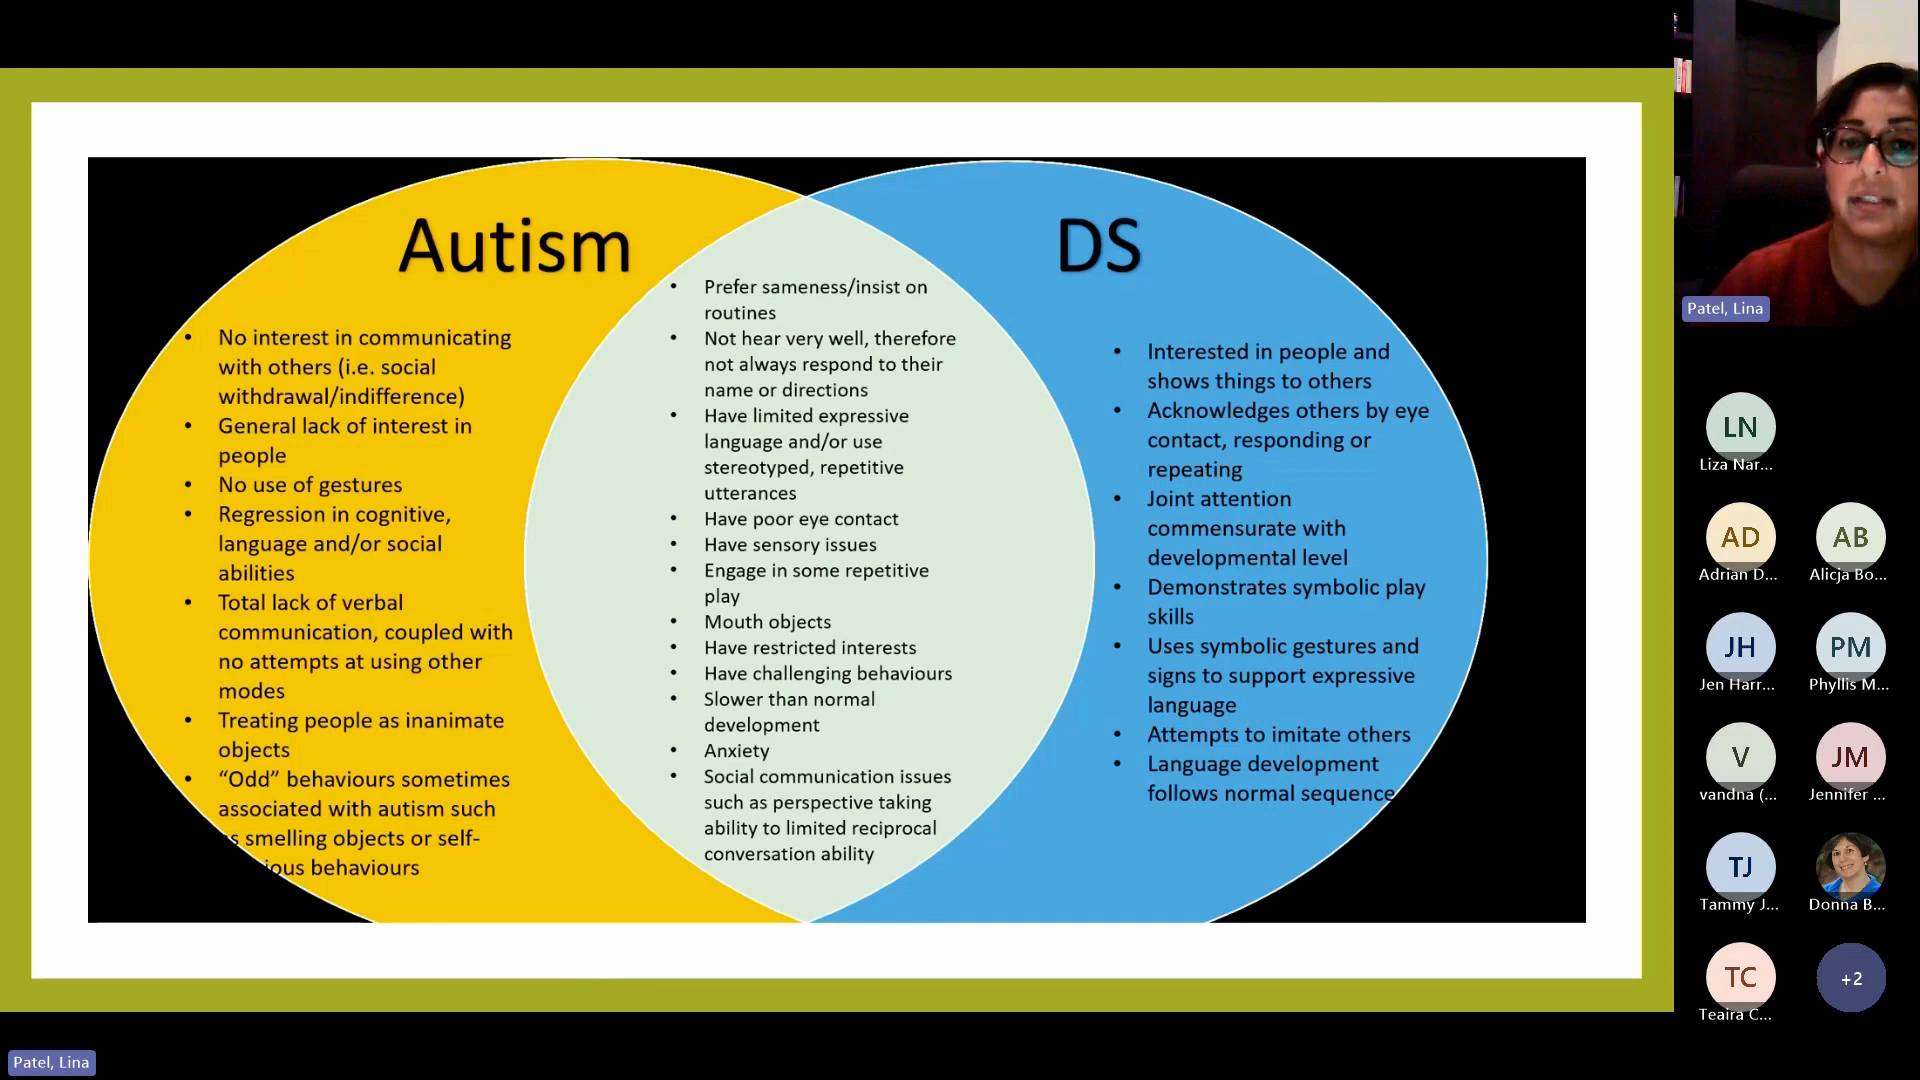 Autism
• No interest in communicating
with others (i.e. social
withdrawal/indifference)
• General lack of interest in
people
• No use of gestures
• Regression in cognitive,
language and/or social
abilities
• Total lack of verbal
communication, coupled with
no attempts at using other
modes
• Treating people as inanimate
objects
• “Odd” behaviours sometimes
associated with autism such
s smelling objects or self-
ious behaviours
• Prefer sameness/insist on
routines
• Not hear very well, therefore
not always respond to their
name or directions
• Have limited expressive
language and/or use
stereotyped, repetitive
utterances
• Have poor eye contact
• Have sensory issues
• Engage in some repetitive
play
• Mouth objects
• Have restricted interests
• Have challenging behaviours
• Slower than normal
development
• Anxiety
• Social communication issues
such as perspective taking
ability to limited reciprocal
conversation ability
DS
• Interested in people and
shows things to others
• Acknowledges others by eye
contact, responding or
repeating
• Joint attention
commensurate with
developmental level
• Demonstrates symbolic play
skills
• Uses symbolic gestures and
signs to support expressive
language
• Attempts to imitate others
• Language development
follows normal sequence
Patel, Lina
LN
Liza Nar...
AD
Adrian D...
AB
Alicja Bo...
JH
Jen Harr...
PM
Phyllis M...
V
vandna (...
JM
Jennifer ...
TJ
Tammy J...
Donna B...
TC
Teaira C...
+2
Patel, Lina